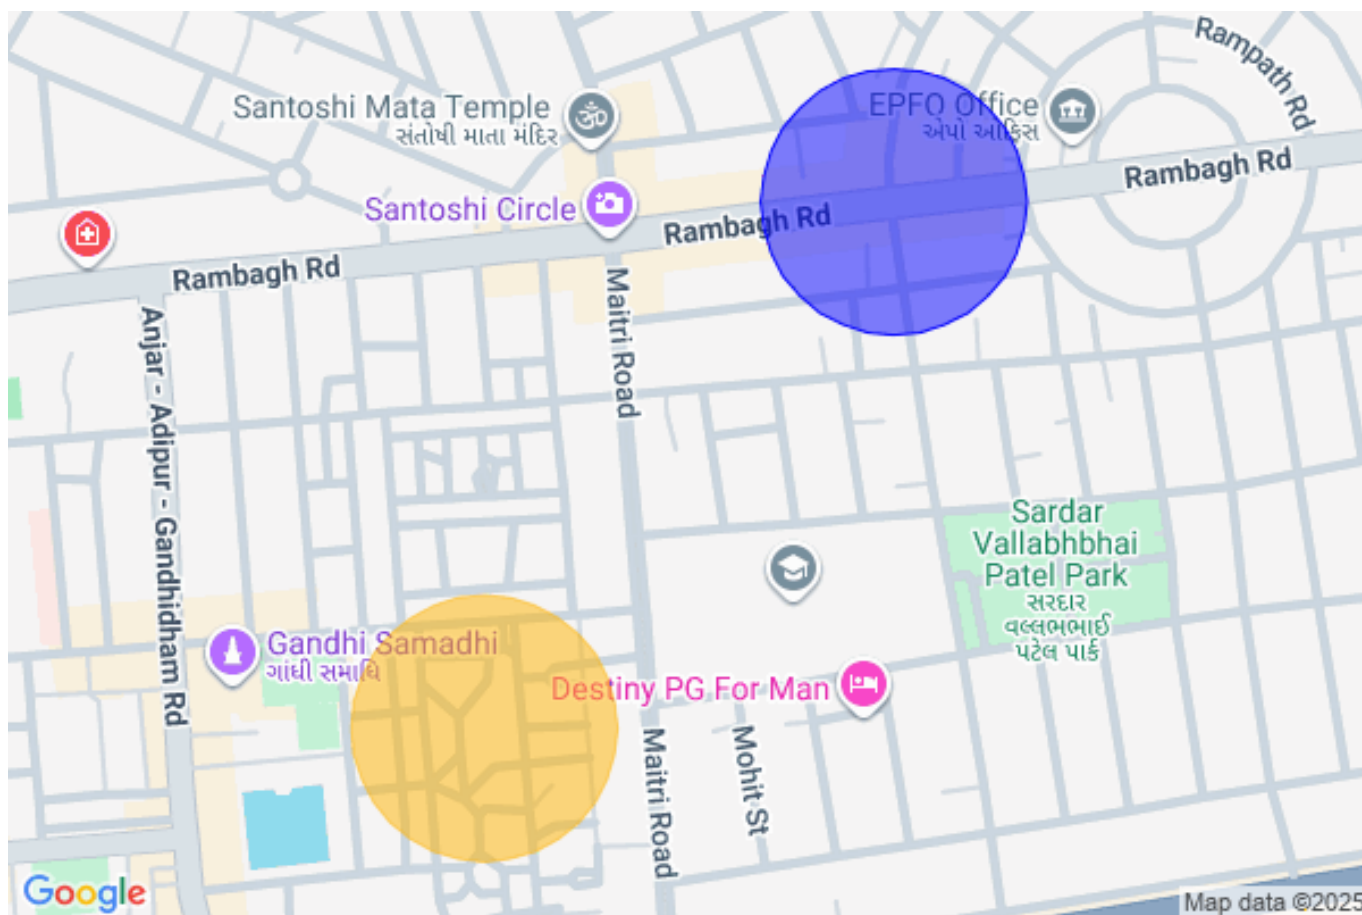 Rampath Rd
EPFO Office
એપો ઓફિસ
Santoshi Mata Temple
સંતોષી માતા મંદિર
Rambagh Rd
Santoshi Circle
Rambagh Rd
Rambagh Rd
Maitri Road
Anjar - Adipur - Gandhidham Rd
Sardar
Vallabhbhai
Patel Park
સરદાર
વલ્લભભાઈ
પટેલ પાર્ક
Gandhi Samadhi
ગાંધી સમાધિ
Destiny PG For Man
Maitri Road
Mohit St
Google
Map data ©2025